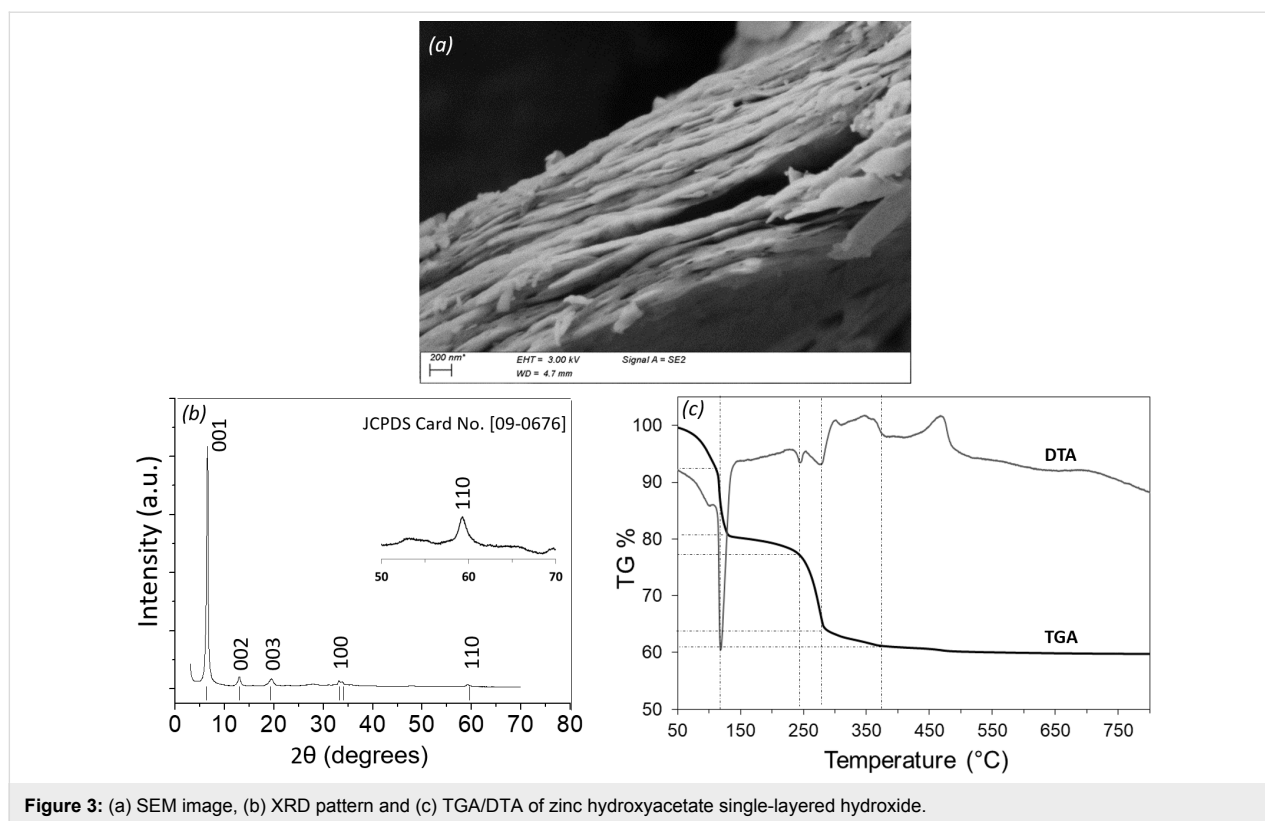 (a)
200 nm*
EHT = 3.00 kV Signal A = SE2
WD = 4.7 mm
(b)
JCPDS Card No. [09-0676]
001
002
003
100
110
110
50 60 70
Intensity (a.u.)
0 10 20 30 40 50 60 70 80
2θ (degrees)
(c)
100
90
80
70
60
50
TG %
DTA
TGA
50 150 250 350 450 550 650 750
Temperature (°C)
Figure 3: (a) SEM image, (b) XRD pattern and (c) TGA/DTA of zinc hydroxyacetate single-layered hydroxide.